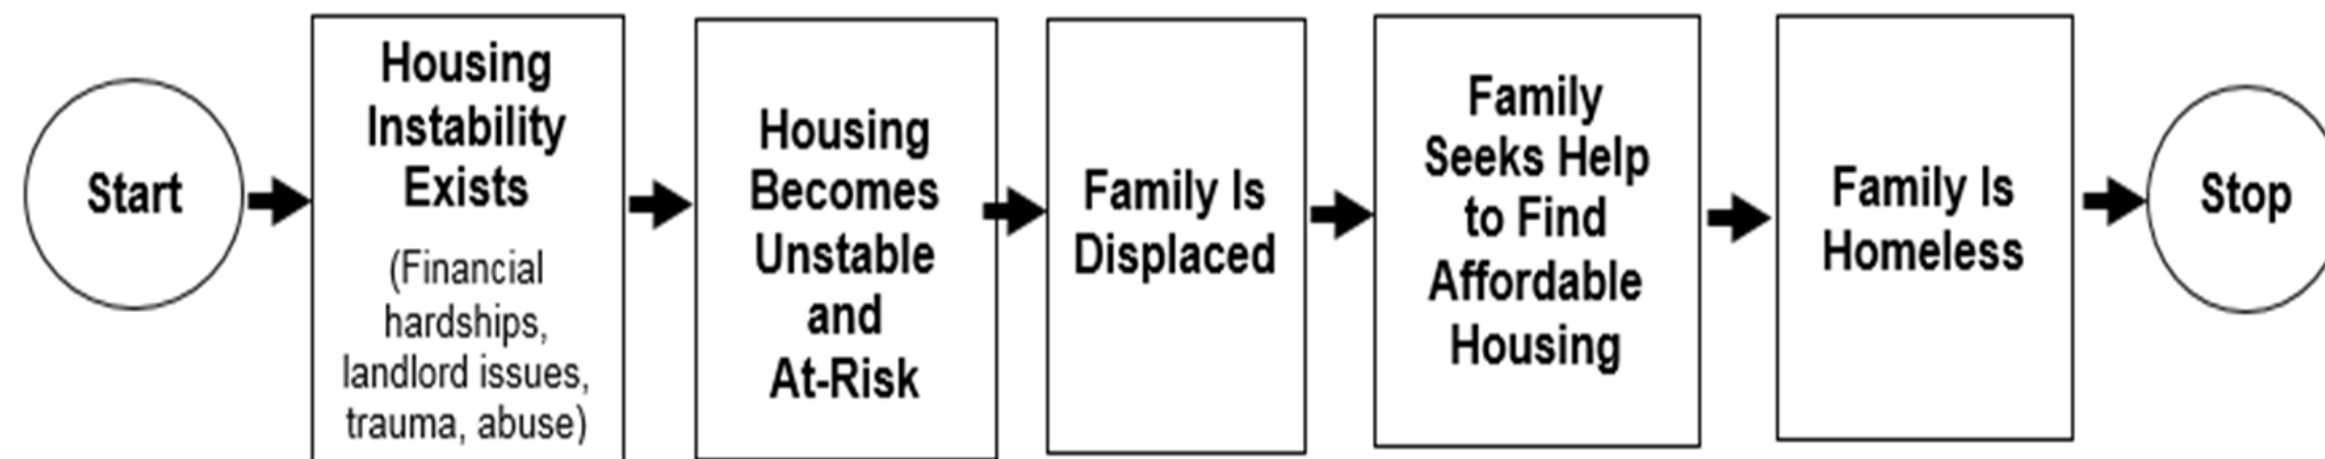 Start
Housing
Instability
Exists
(Financial
hardships,
landlord issues,
trauma, abuse)
Housing
Becomes
Unstable
and
At-Risk
Family Is
Displaced
Family
Seeks Help
to Find
Affordable
Housing
Family Is
Homeless
Stop